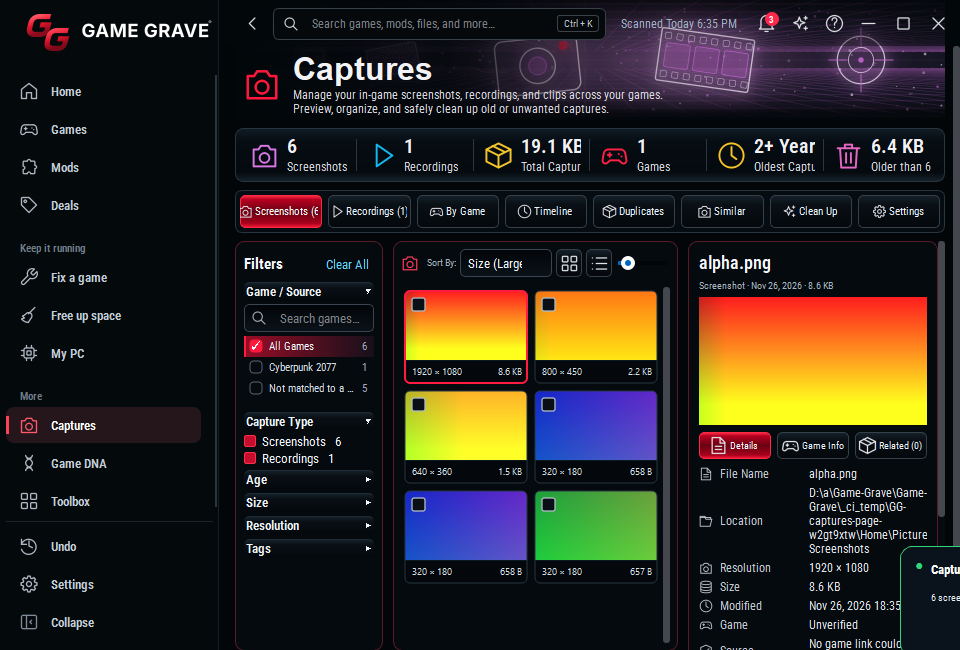 GG GAME GRAVE
Search games, mods, files, and more...
Ctrl + K
Scanned Today 6:35 PM
3
Home
Games
Mods
Deals
Keep it running
Fix a game
Free up space
My PC
More
Captures
Game DNA
Toolbox
Undo
Settings
Collapse
Captures
Manage your in-game screenshots, recordings, and clips across your games.
Preview, organize, and safely clean up old or unwanted captures.
6
Screenshots
1
Recordings
19.1 KB
Total Captur
1
Games
2+ Year
Oldest Captu
6.4 KB
Older than 6
Screenshots (6
Recordings (1)
By Game
Timeline
Duplicates
Similar
Clean Up
Settings
Filters
Clear All
Game / Source
Search games...
All Games 6
Cyberpunk 2077 1
Not matched to a ... 5
Capture Type
Screenshots 6
Recordings 1
Age
Size
Resolution
Tags
Sort By:
Size (Large
1920 × 1080 8.6 KB
800 × 450 2.2 KB
640 × 360 1.5 KB
320 × 180 658 B
320 × 180 658 B
320 × 180 657 B
alpha.png
Screenshot · Nov 26, 2026 · 8.6 KB
Details
Game Info
Related (0)
File Name alpha.png
Location
D:\a\Game-Grave\Game-
Grave\_ci_temp\GG-
captures-page-
w2gt9xtw\Home\Picture
Screenshots
Resolution 1920 × 1080
Size 8.6 KB
Modified Nov 26, 2026 18:35
Game Unverified
Source No game link could
Captu
6 scree